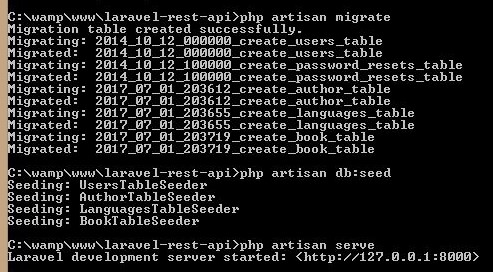 C:\wamp\www\laravel-rest-api>php artisan migrate
Migration table created successfully.
Migrating: 2014_10_12_000000_create_users_table
Migrated:  2014_10_12_000000_create_users_table
Migrating: 2014_10_12_100000_create_password_resets_table
Migrated:  2014_10_12_100000_create_password_resets_table
Migrating: 2017_07_01_203612_create_author_table
Migrated:  2017_07_01_203612_create_author_table
Migrating: 2017_07_01_203655_create_languages_table
Migrated:  2017_07_01_203655_create_languages_table
Migrating: 2017_07_01_203719_create_book_table
Migrated:  2017_07_01_203719_create_book_table
C:\wamp\www\laravel-rest-api>php artisan db:seed
Seeding: UsersTableSeeder
Seeding: AuthorTableSeeder
Seeding: LanguagesTableSeeder
Seeding: BookTableSeeder
C:\wamp\www\laravel-rest-api>php artisan serve
Laravel development server started: <http://127.0.0.1:8000>